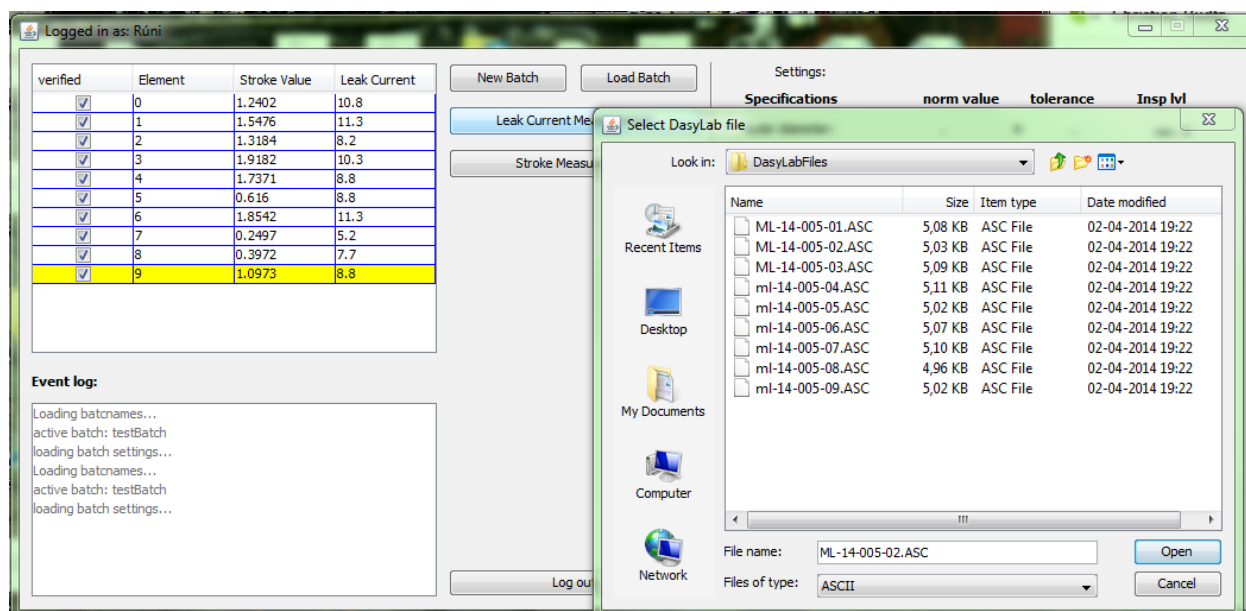 Logged in as: Rúni
verified Element Stroke Value Leak Current
0 1.2402 10.8
1 1.5476 11.3
2 1.3184 8.2
3 1.9182 10.3
4 1.7371 8.8
5 0.616 8.8
6 1.8542 11.3
7 0.2497 5.2
8 0.3972 7.7
9 1.0973 8.8
Event log:
Loading batcnames...
active batch: testBatch
loading batch settings...
Loading batcnames...
active batch: testBatch
loading batch settings...
New Batch Load Batch
Leak Current Mea
Stroke Measu
Log ou
Settings:
Specifications norm value tolerance Insp lvl
Select DasyLab file
Look in: DasyLabFiles
Recent Items
Desktop
My Documents
Computer
Network
Name Size Item type Date modified
ML-14-005-01.ASC 5,08 KB ASC File 02-04-2014 19:22
ML-14-005-02.ASC 5,03 KB ASC File 02-04-2014 19:22
ML-14-005-03.ASC 5,09 KB ASC File 02-04-2014 19:22
ml-14-005-04.ASC 5,11 KB ASC File 02-04-2014 19:22
ml-14-005-05.ASC 5,02 KB ASC File 02-04-2014 19:22
ml-14-005-06.ASC 5,07 KB ASC File 02-04-2014 19:22
ml-14-005-07.ASC 5,10 KB ASC File 02-04-2014 19:22
ml-14-005-08.ASC 4,96 KB ASC File 02-04-2014 19:22
ml-14-005-09.ASC 5,02 KB ASC File 02-04-2014 19:22
File name: ML-14-005-02.ASC Open
Files of type: ASCII Cancel